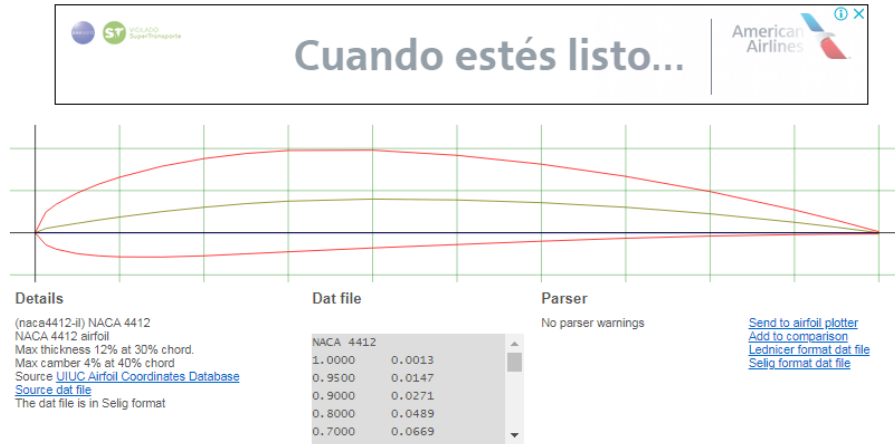 ST VIGILADO
SuperTransporte
Cuando estés listo...
American
Airlines
Details
(naca4412-il) NACA 4412
NACA 4412 airfoil
Max thickness 12% at 30% chord.
Max camber 4% at 40% chord
Source UIUC Airfoil Coordinates Database
Source dat file
The dat file is in Selig format
Dat file
NACA 4412
1.0000 0.0013
0.9500 0.0147
0.9000 0.0271
0.8000 0.0489
0.7000 0.0669
Parser
No parser warnings
Send to airfoil plotter
Add to comparison
Lednicer format dat file
Selig format dat file